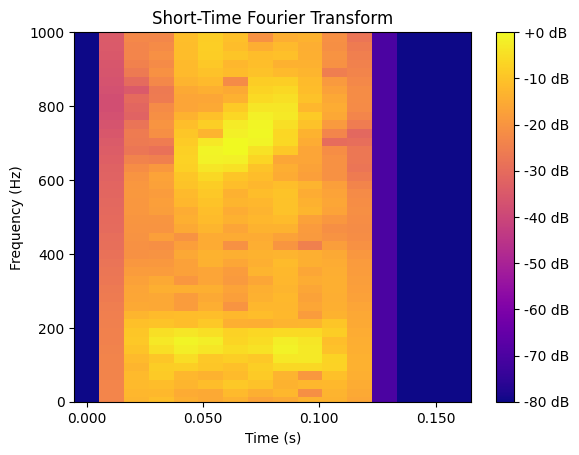 Short-Time Fourier Transform
Frequency (Hz)
1000
800
600
400
200
0
0.000
0.050
0.100
0.150
Time (s)
+0 dB
-10 dB
-20 dB
-30 dB
-40 dB
-50 dB
-60 dB
-70 dB
-80 dB